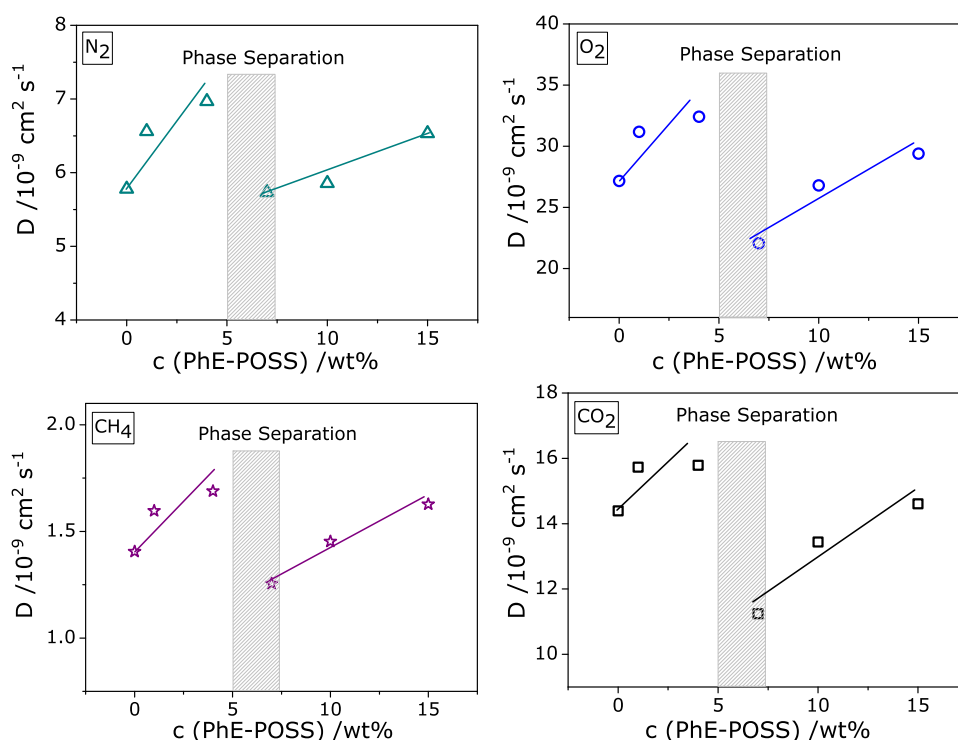 N2
Phase Separation
8
7
6
5
4
D /10-9 cm2 s-1
0 5 10 15
c (PhE-POSS) /wt%
O2
Phase Separation
40
35
30
25
20
D /10-9 cm2 s-1
0 5 10 15
c (PhE-POSS) /wt%
CH4
Phase Separation
2.0
1.5
1.0
D /10-9 cm2 s-1
0 5 10 15
c (PhE-POSS) /wt%
CO2
Phase Separation
18
16
14
12
10
D /10-9 cm2 s-1
0 5 10 15
c (PhE-POSS) /wt%